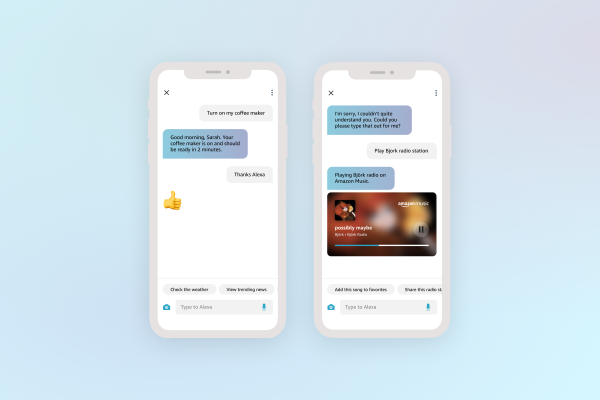 Turn on my coffee maker
Good morning, Sarah. Your
coffee maker is on and should
be ready in 2 minutes.
Thanks Alexa
Check the weather
View trending news
Type to Alexa
I'm sorry, I couldn't quite
understand you. Could you
please type that out for me?
Play Bjork radio station
Playing Björk radio on
Amazon Music.
amazon music
possibly maybe
Björk • Björk Radio
Add this song to favorites
Share this radio st
Type to Alexa